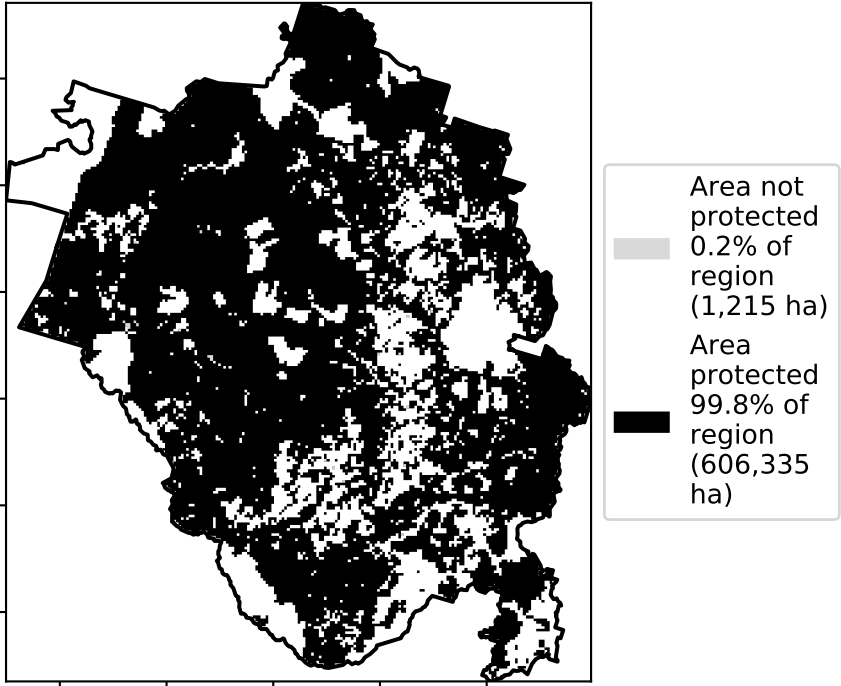 Area not
protected
0.2% of
region
(1,215 ha)
Area
protected
99.8% of
region
(606,335
ha)